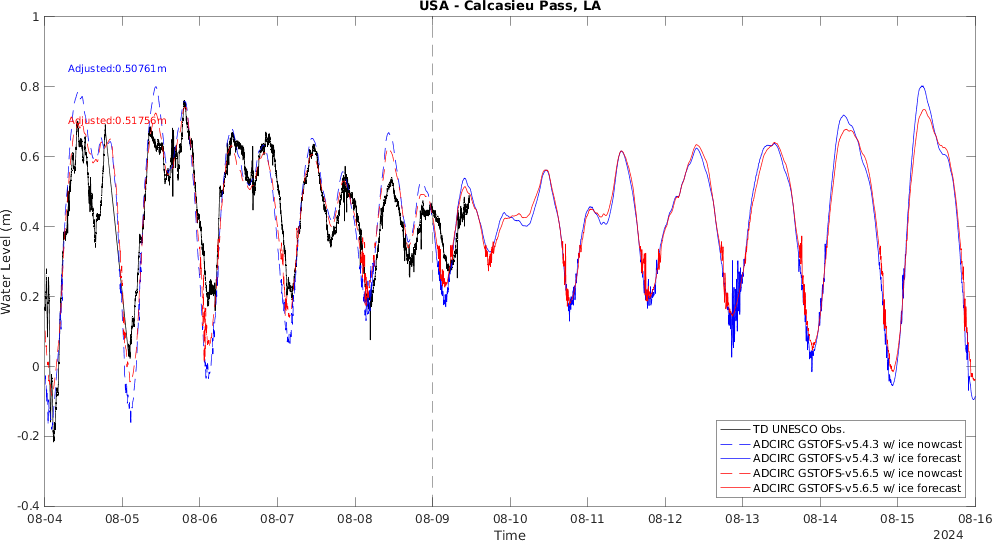 USA - Calcasieu Pass, LA
1
0.8
0.6
0.4
0.2
0
-0.2
-0.4
Water Level (m)
Adjusted:0.50761m
Adjusted:0.51756m
TD UNESCO Obs.
ADCIRC GSTOFS-v5.4.3 w/ ice nowcast
ADCIRC GSTOFS-v5.4.3 w/ ice forecast
ADCIRC GSTOFS-v5.6.5 w/ ice nowcast
ADCIRC GSTOFS-v5.6.5 w/ ice forecast
08-04 08-05 08-06 08-07 08-08 08-09 08-10 08-11 08-12 08-13 08-14 08-15 08-16
Time
2024